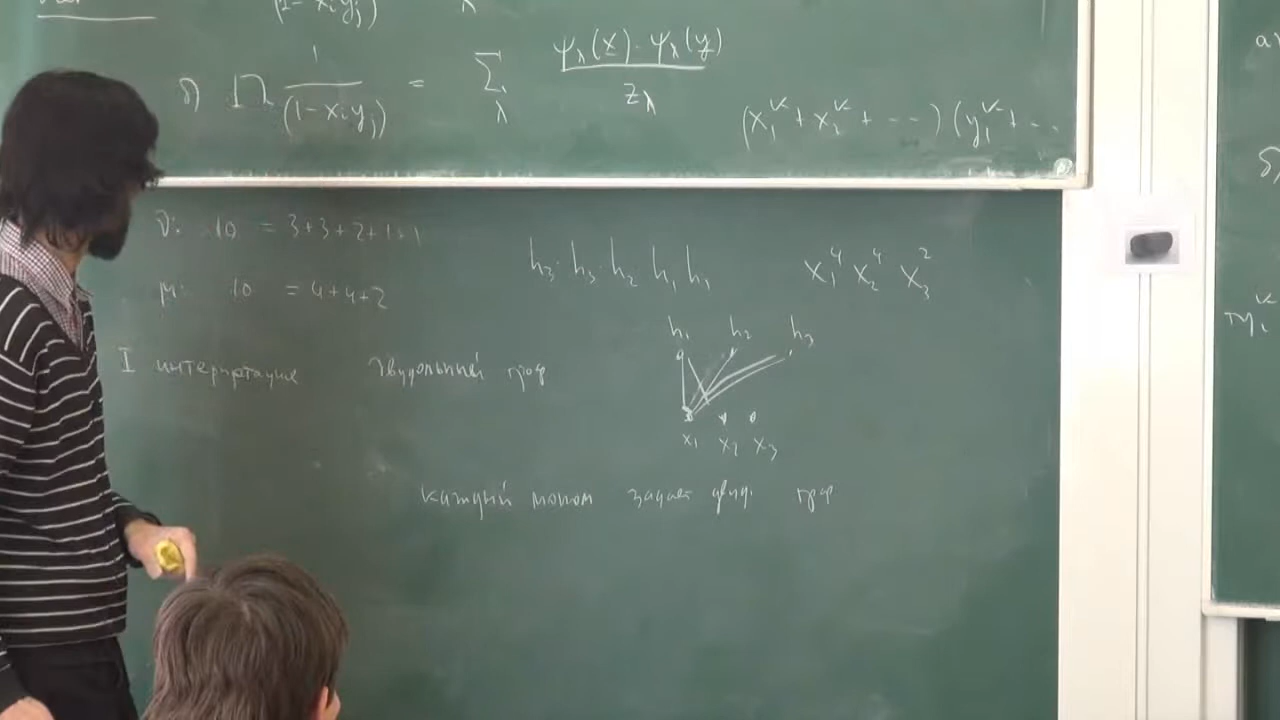 (1-x_i y_j) λ
δ) ∏ 1/(1-x_i y_j) = Σ_λ ψ_λ(x)·ψ_λ(y)/z_λ
(x_1^k + x_2^k + ...) (y_1^k + ...
ν: 10 = 3+3+2+1+1
h_3·h_3·h_2 h_1 h_1 x_1^4 x_2^4 x_3^2
μ: 10 = 4+4+2
h_1 h_2 h_3
I интерпретация двудольный граф
x_1 x_2 x_3
каждый моном задает двуд. граф